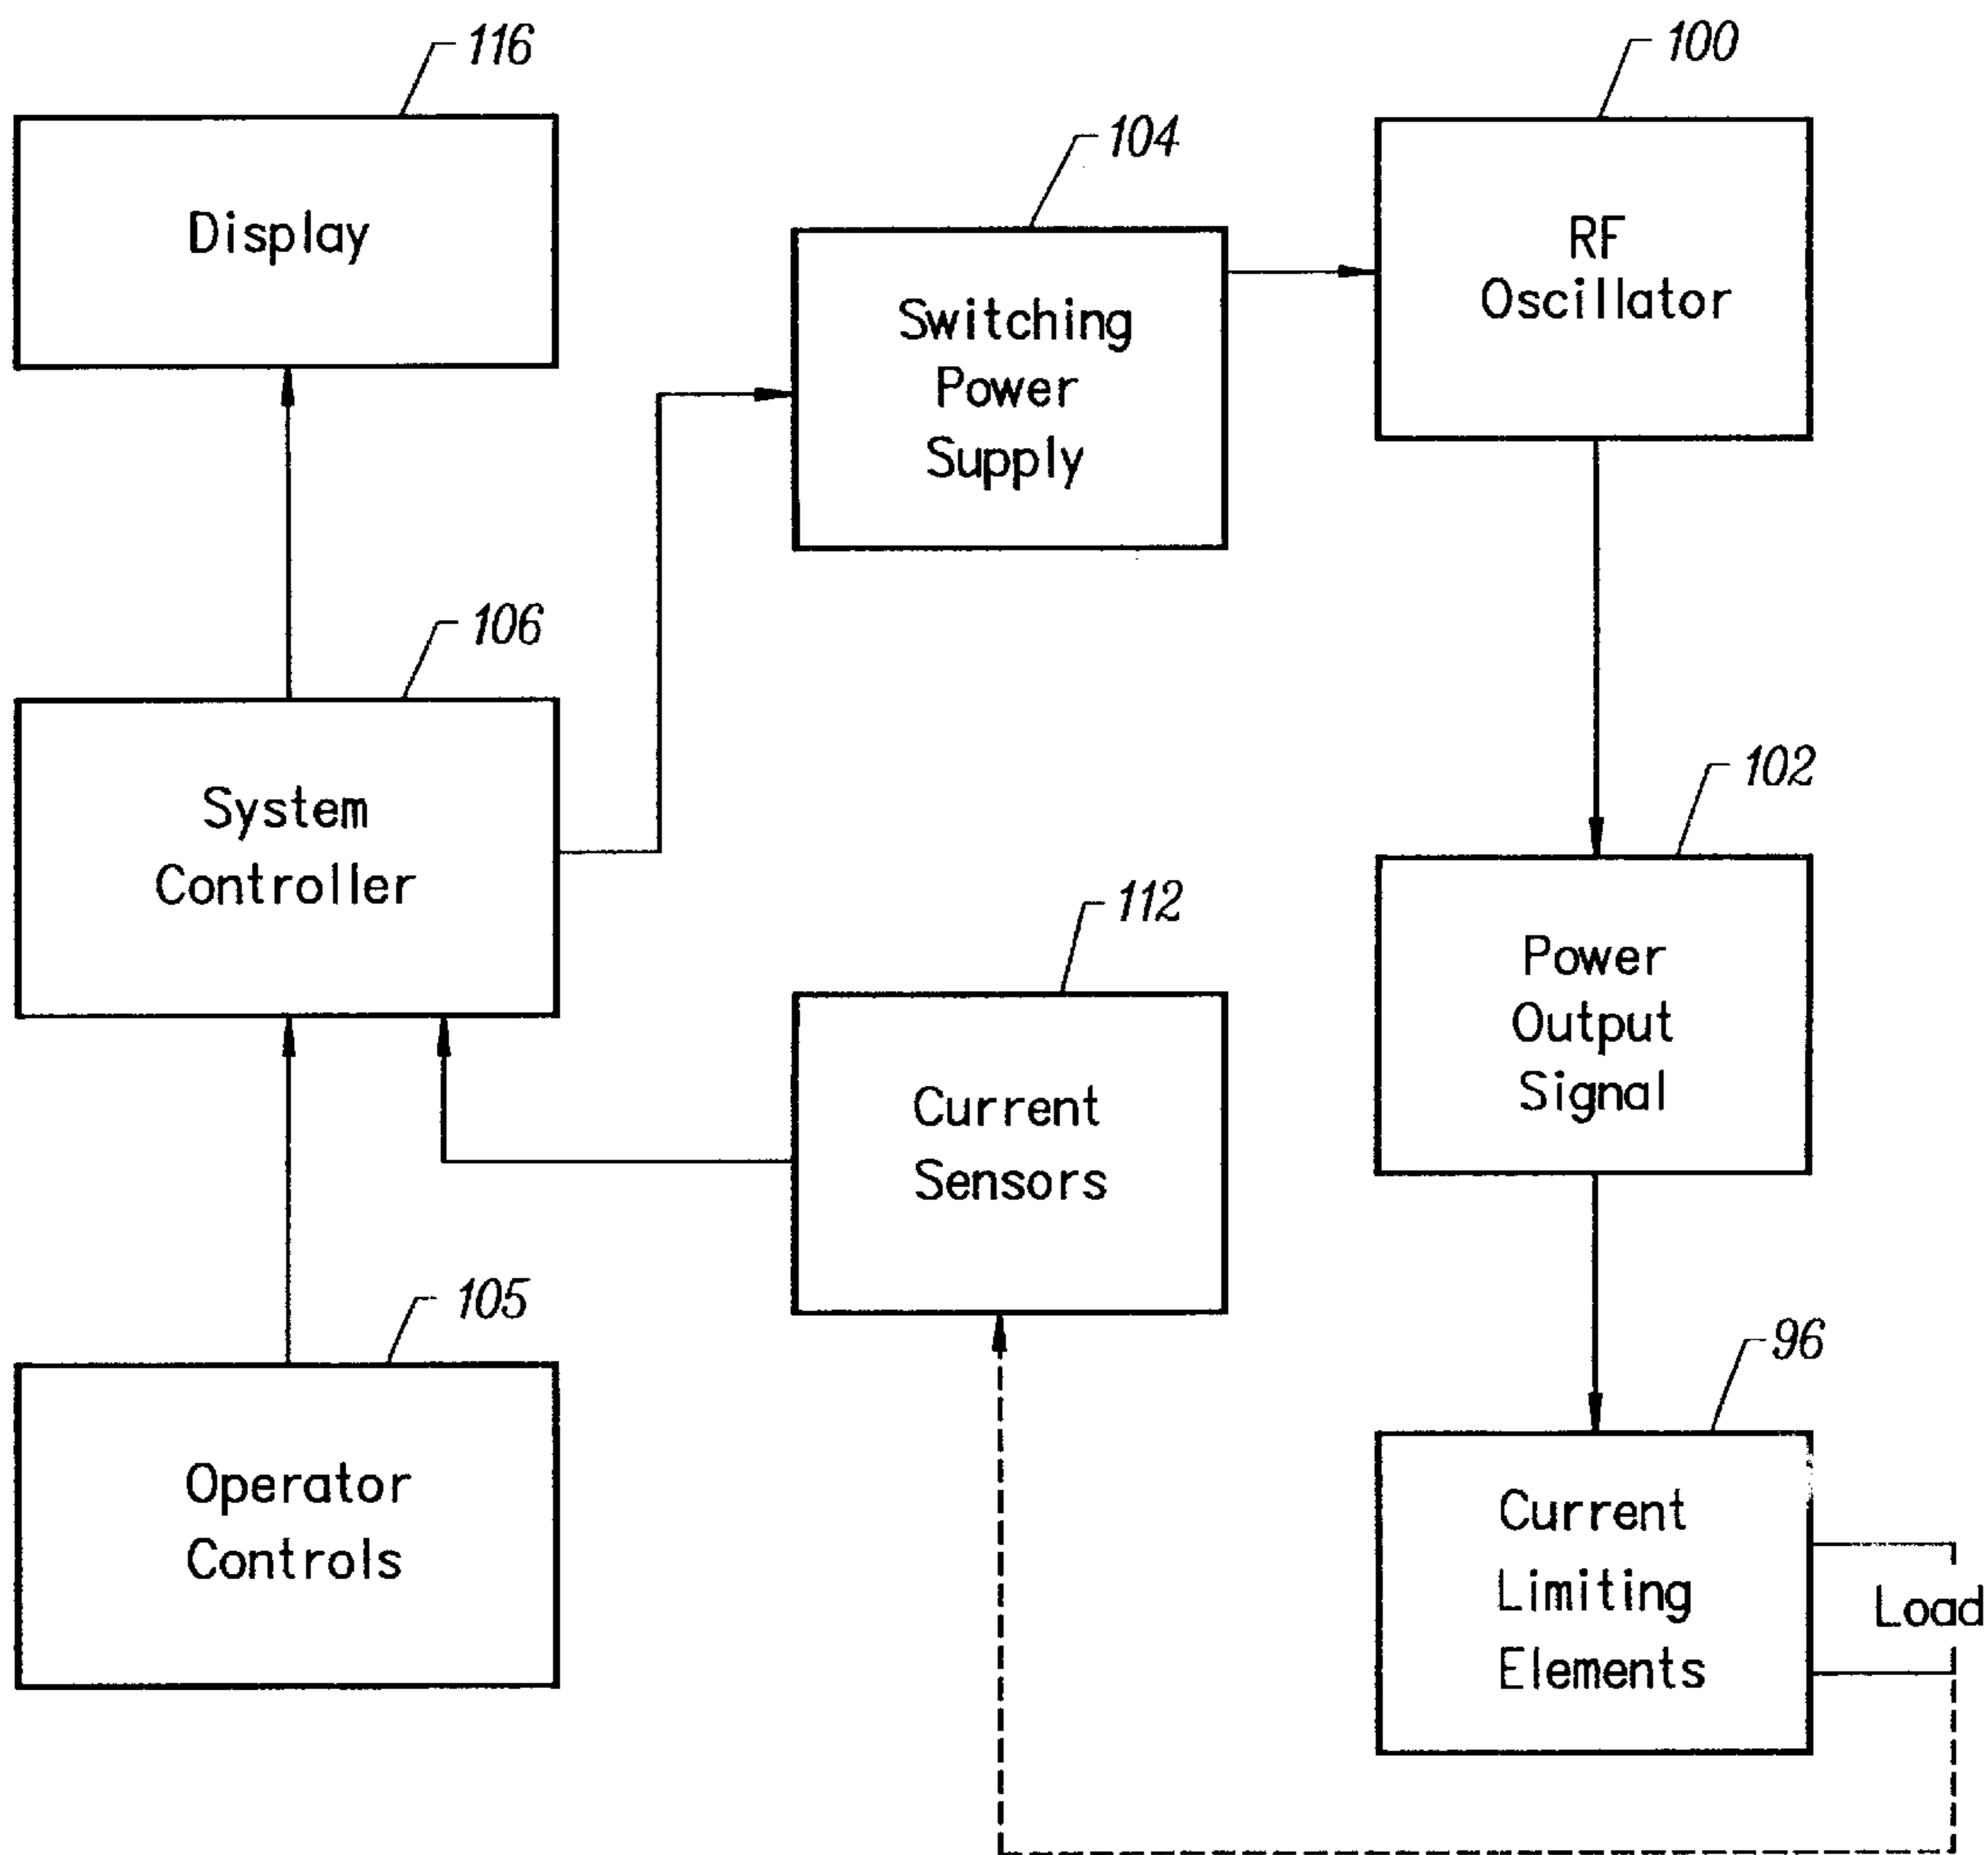 116
Display
104
Switching
Power
Supply
100
RF
Oscillator
106
System
Controller
112
Current
Sensors
102
Power
Output
Signal
105
Operator
Controls
96
Current
Limiting
Elements
Load